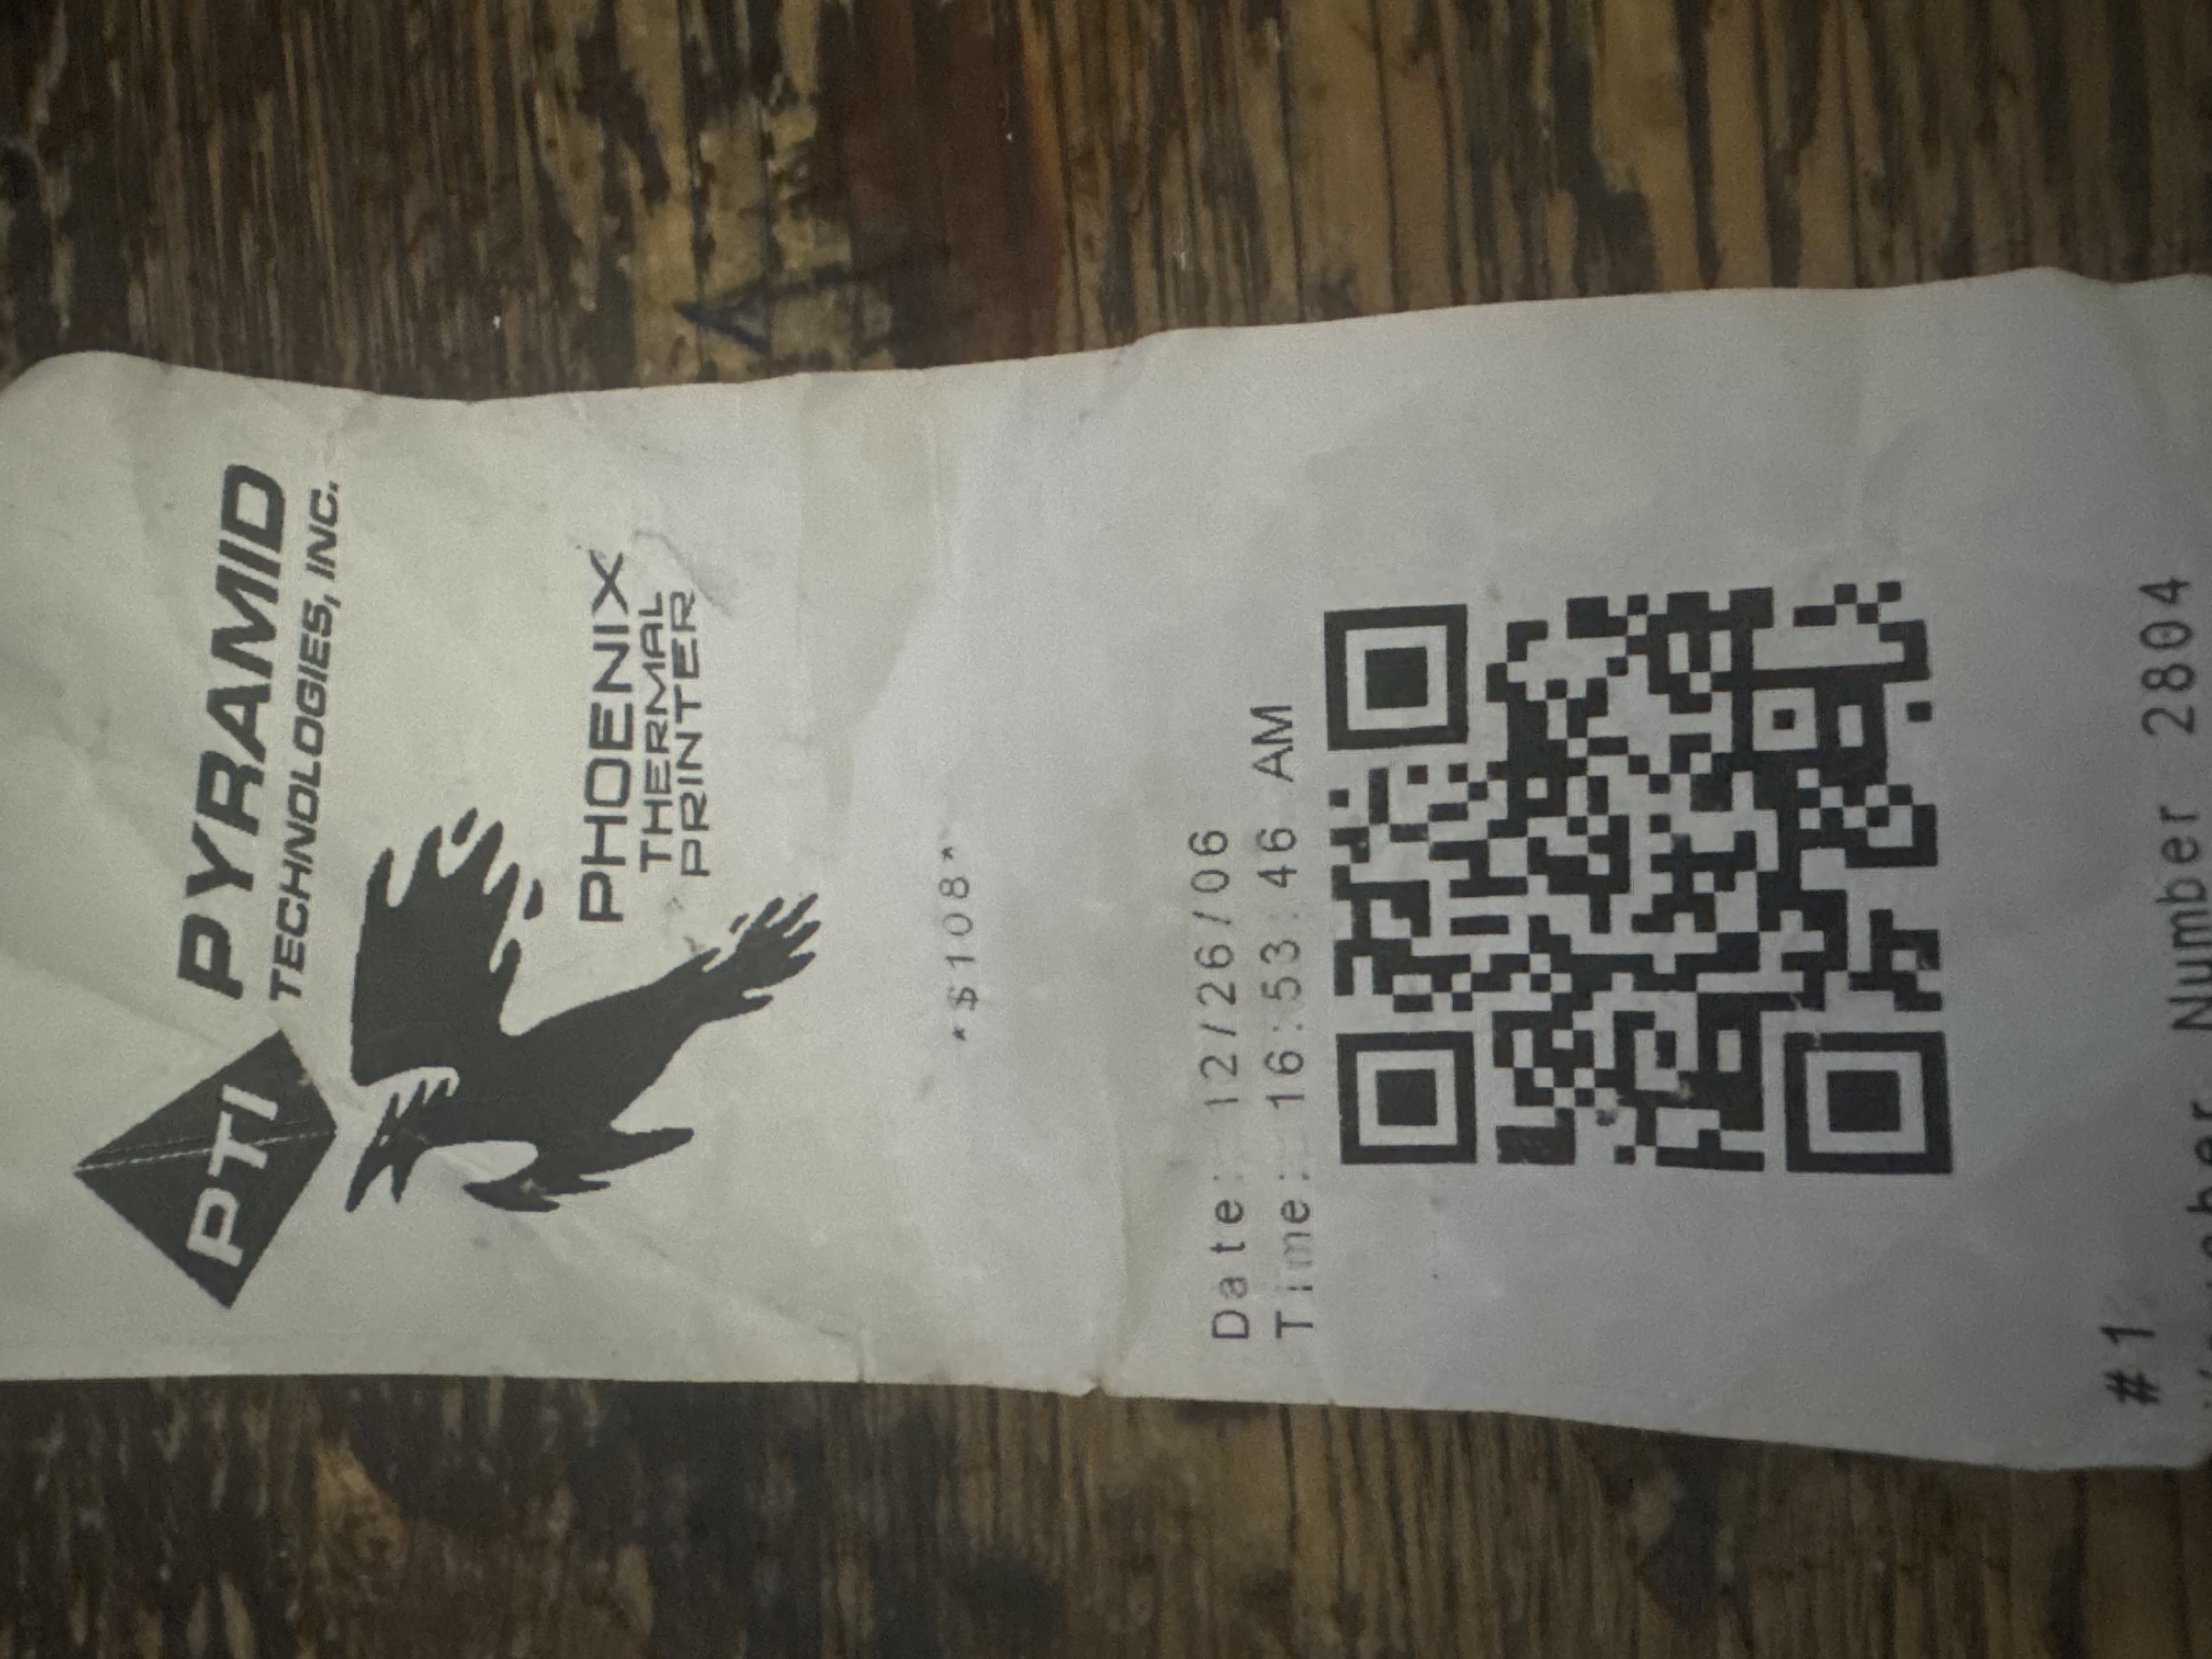 PTI
PYRAMID
TECHNOLOGIES, INC.
PHOENIX
THERMAL
PRINTER
*$108*
Date: 12/26/06
Time: 16:53:46 AM
#1
Number 2804